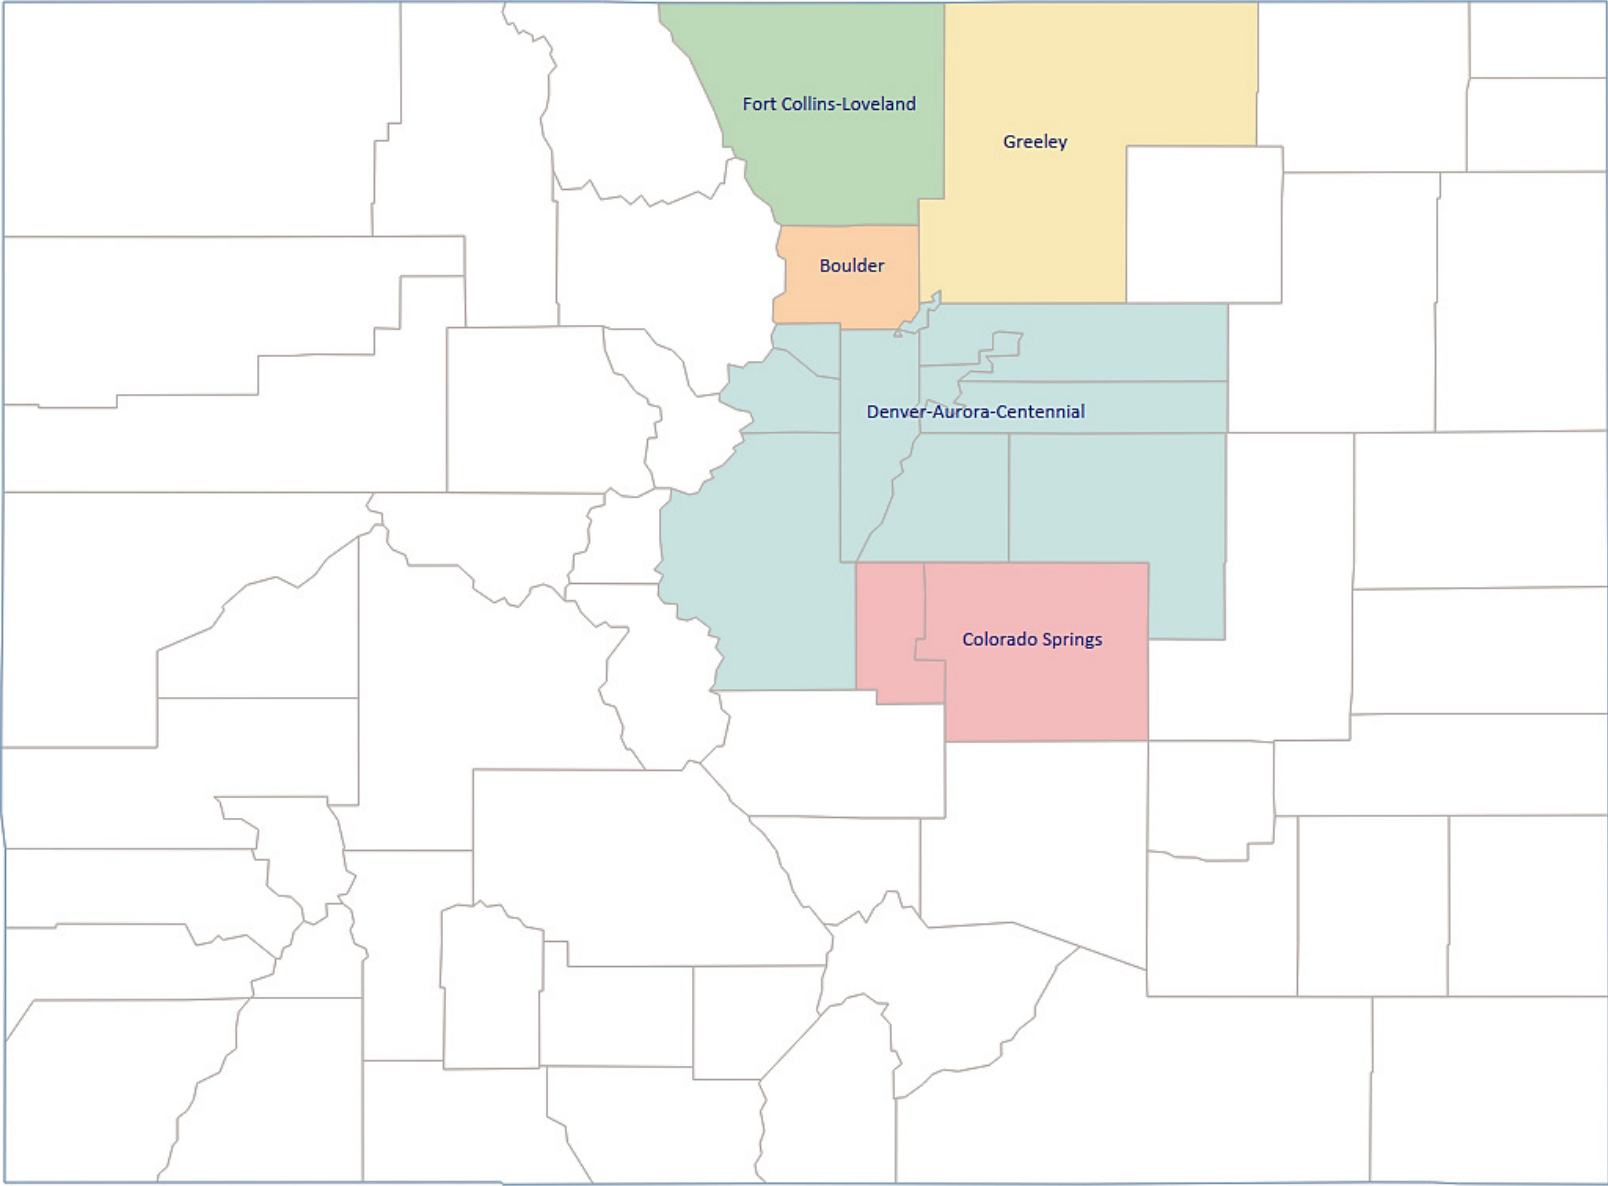 Fort Collins-Loveland
Greeley
Boulder
Denver-Aurora-Centennial
Colorado Springs